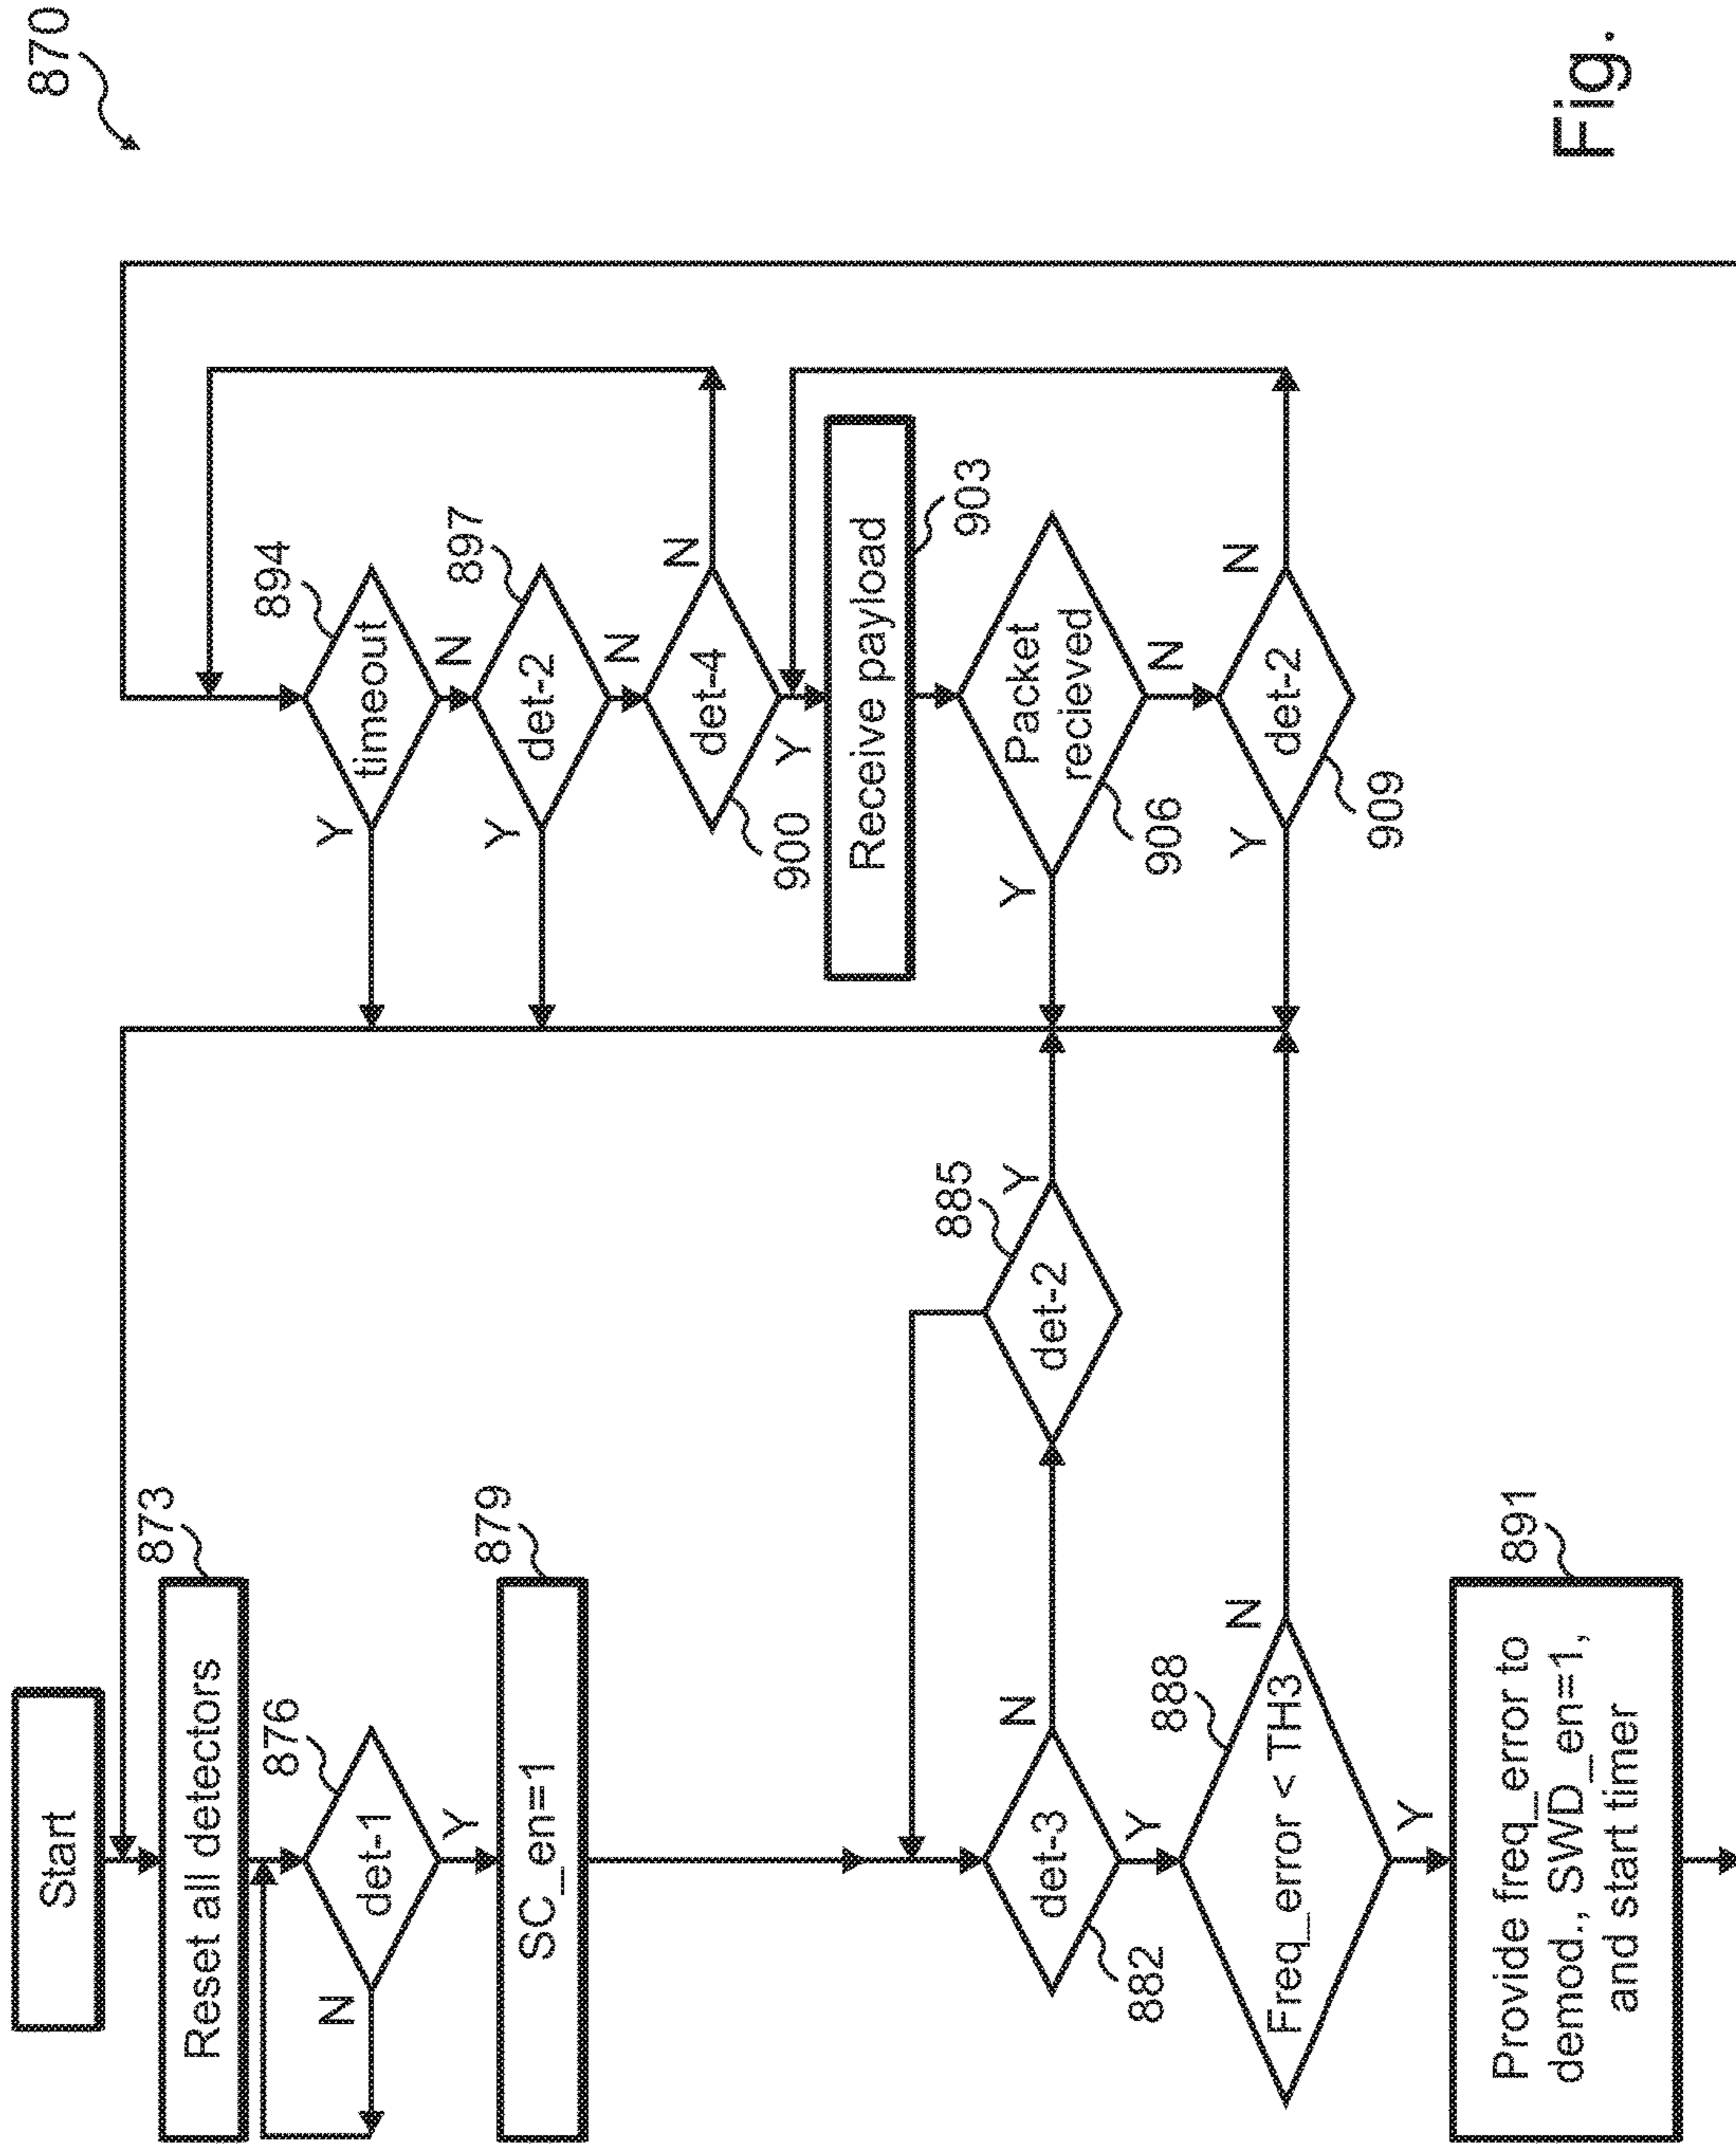 870
Start
Reset all detectors
873
det-1
876
N
Y
SC_en=1
879
det-3
882
N
Y
det-2
885
Y
Freq_error < TH3
888
N
Y
Provide freq_error to
demod., SWD_en=1,
and start timer
891
timeout
894
Y
N
det-2
897
Y
N
det-4
900
N
Y
Receive payload
903
Packet
recieved
906
Y
N
det-2
909
Y
N
Fig.